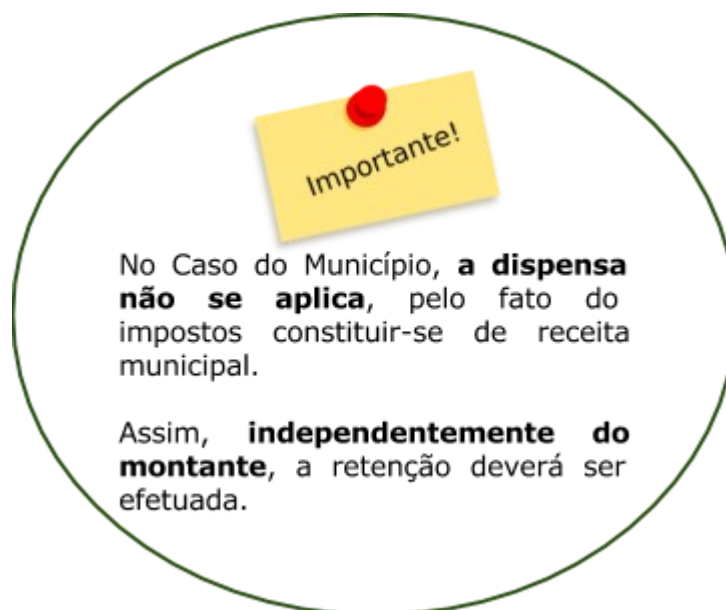 Importante!
No Caso do Município, a dispensa
não se aplica, pelo fato do
impostos constituir-se de receita
municipal.
Assim, independentemente do
montante, a retenção deverá ser
efetuada.